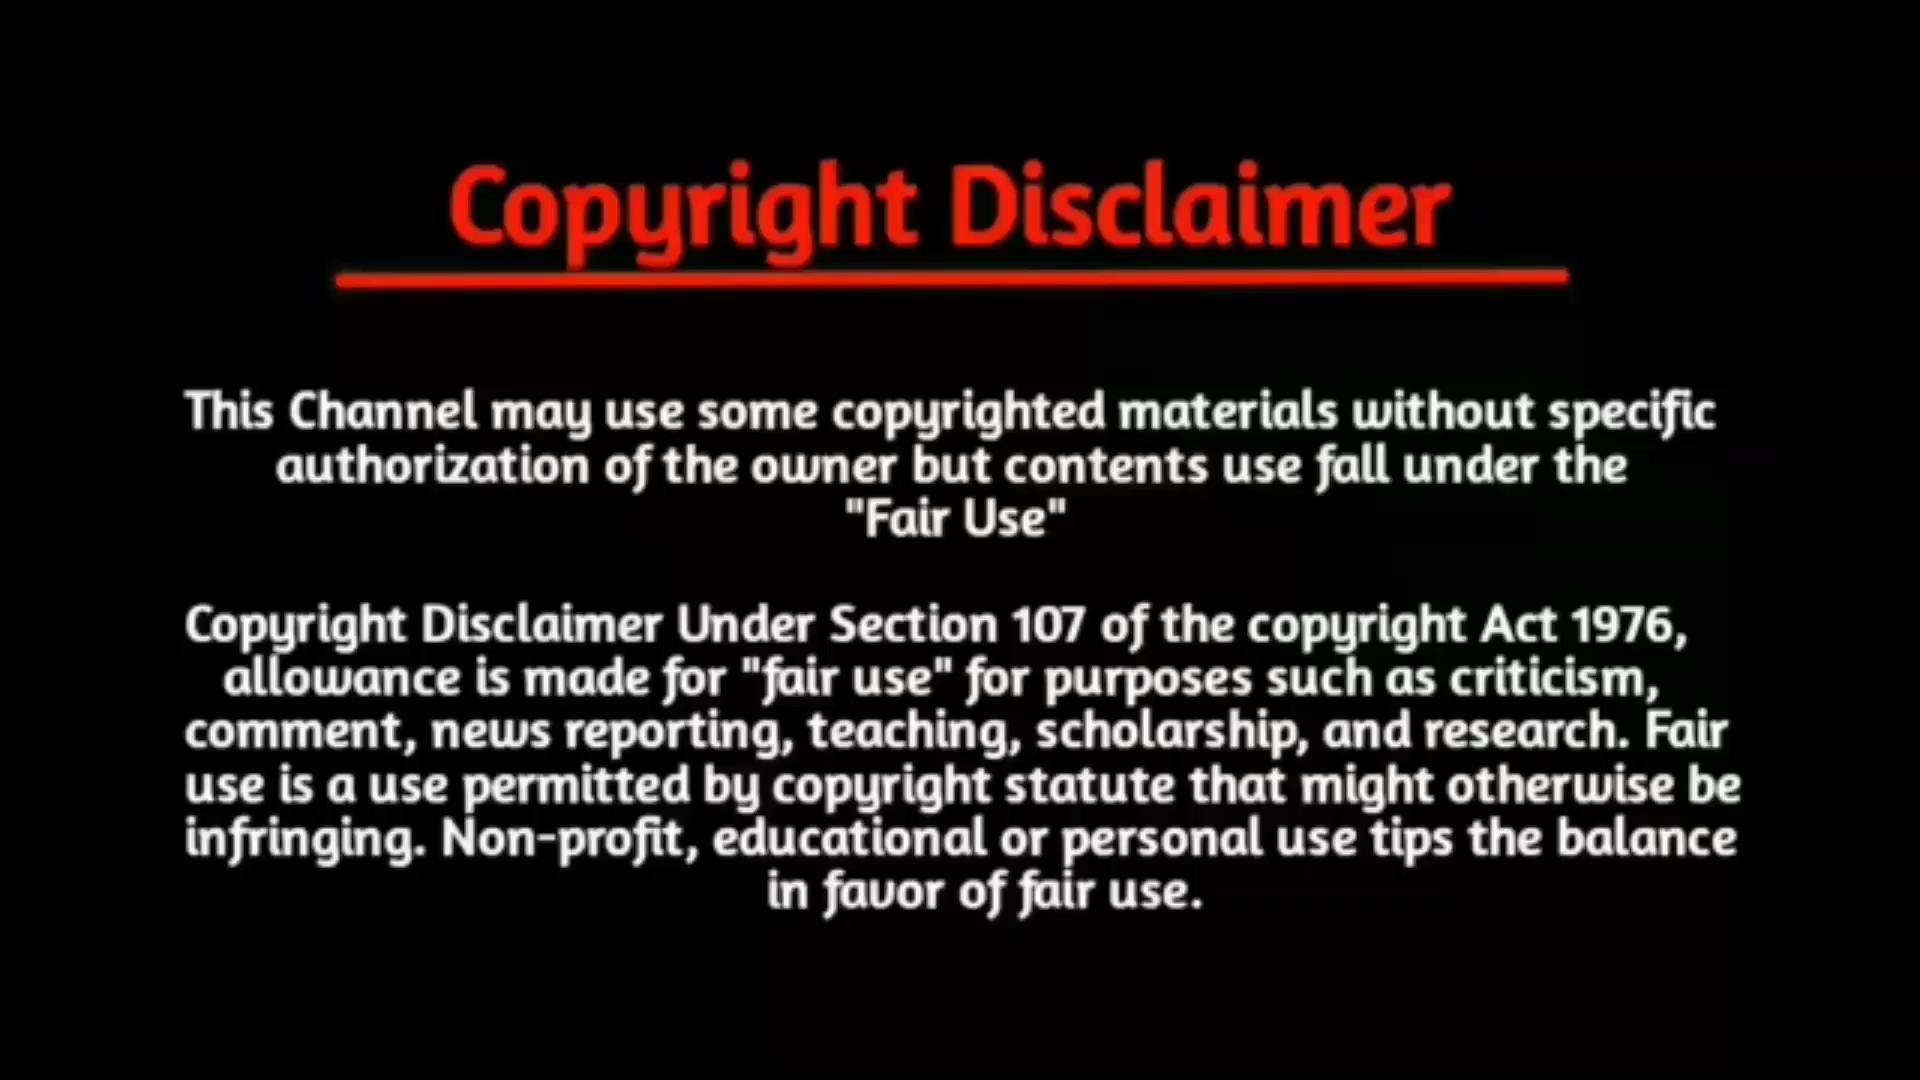 Copyright Disclaimer
This Channel may use some copyrighted materials without specific
authorization of the owner but contents use fall under the
"Fair Use"
Copyright Disclaimer Under Section 107 of the copyright Act 1976,
allowance is made for "fair use" for purposes such as criticism,
comment, news reporting, teaching, scholarship, and research. Fair
use is a use permitted by copyright statute that might otherwise be
infringing. Non-profit, educational or personal use tips the balance
in favor of fair use.